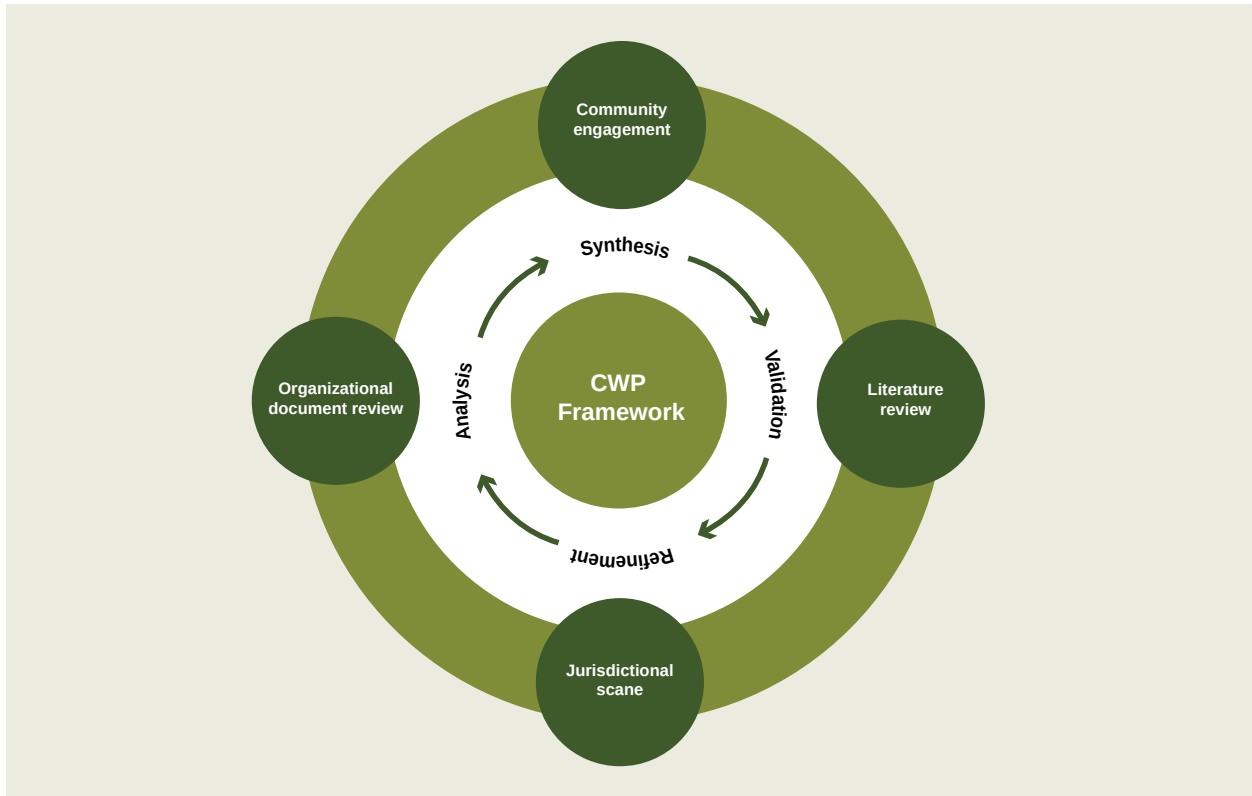 Community
engagement
Synthesis
Organizational
document review
Analysis
CWP
Framework
Validation
Literature
review
Refinement
Jurisdictional
scane